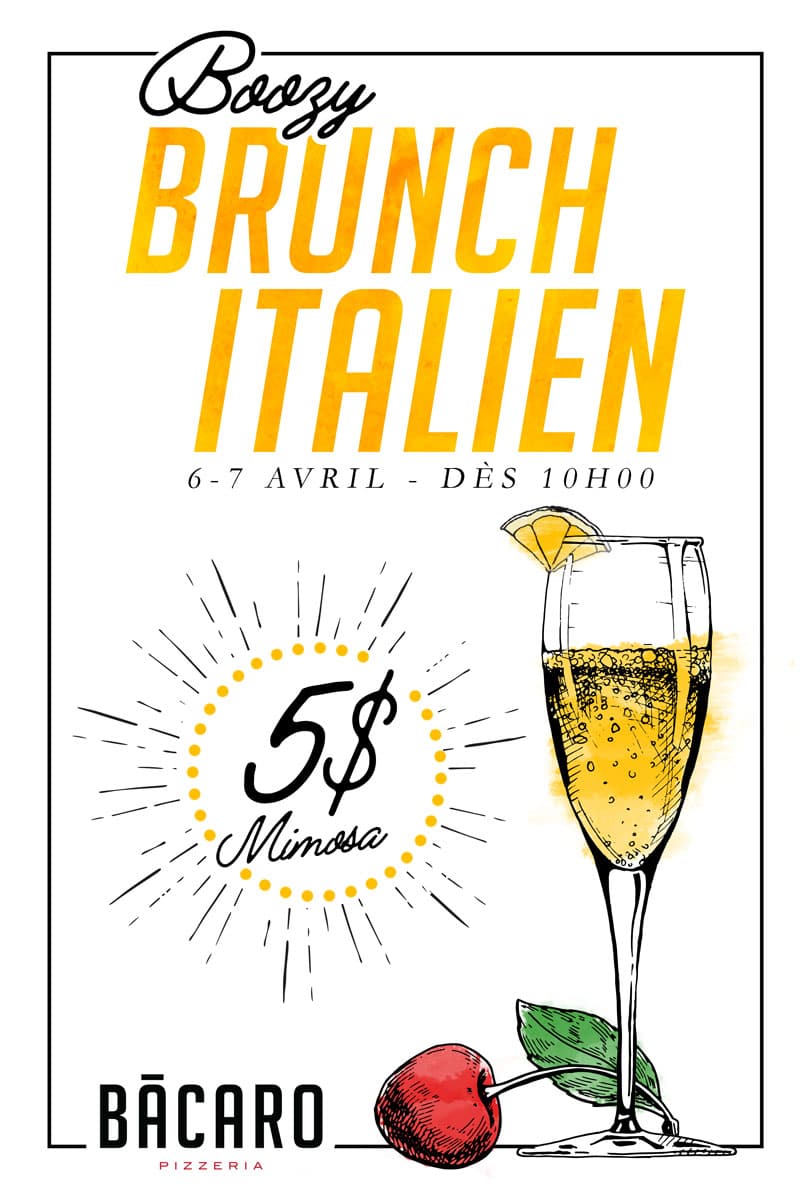 Boozy
BRUNCH
ITALIEN
6-7 AVRIL - DÈS 10H00
5$
Mimosa
BĀCARO
PIZZERIA